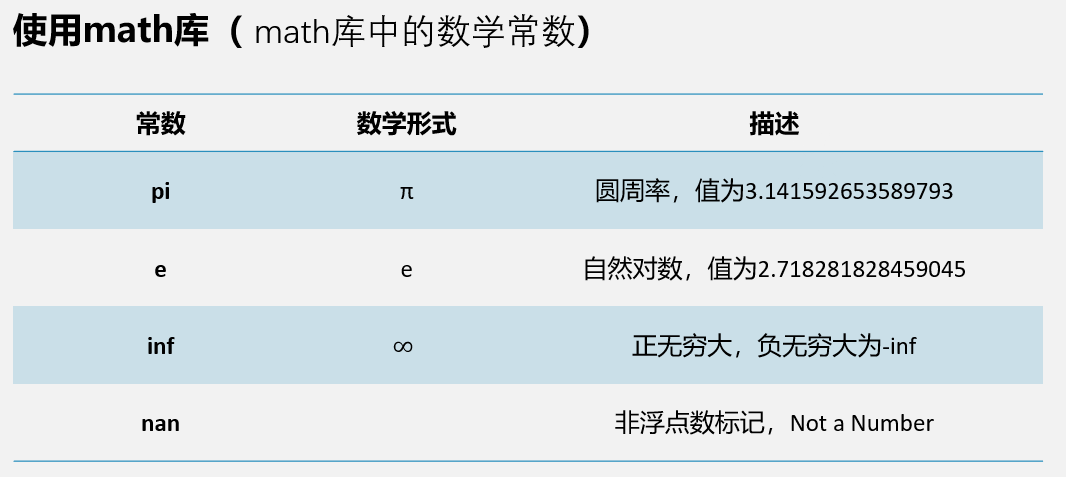 使用math库（ math库中的数学常数）
常数 数学形式 描述
pi π 圆周率，值为3.141592653589793
e e 自然对数，值为2.718281828459045
inf ∞ 正无穷大，负无穷大为-inf
nan 非浮点数标记，Not a Number